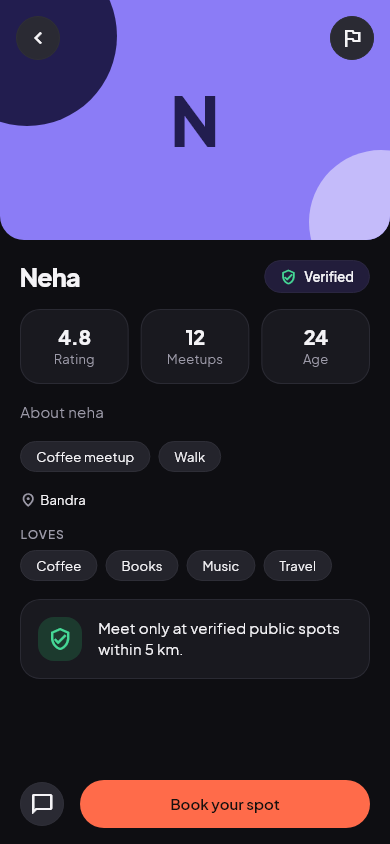 N
Neha
Verified
4.8
Rating
12
Meetups
24
Age
About neha
Coffee meetup
Walk
Bandra
LOVES
Coffee
Books
Music
Travel
Meet only at verified public spots
within 5 km.
Book your spot